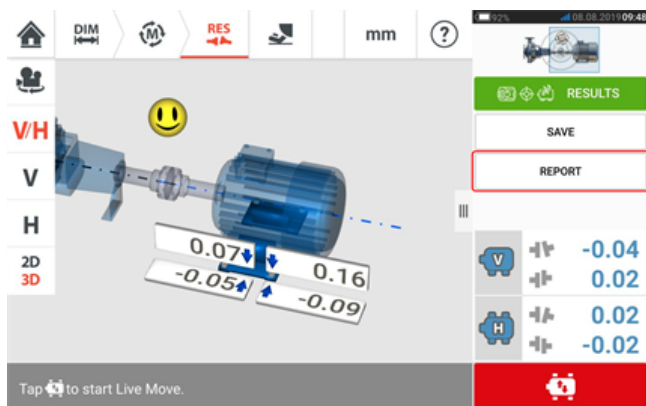 DIM
M
RES
mm
?
92%
08.08.2019 09:48
RESULTS
V/H
SAVE
V
REPORT
H
2D
3D
0.07
0.16
-0.05
-0.09
V
-0.04
0.02
H
0.02
-0.02
Tap to start Live Move.